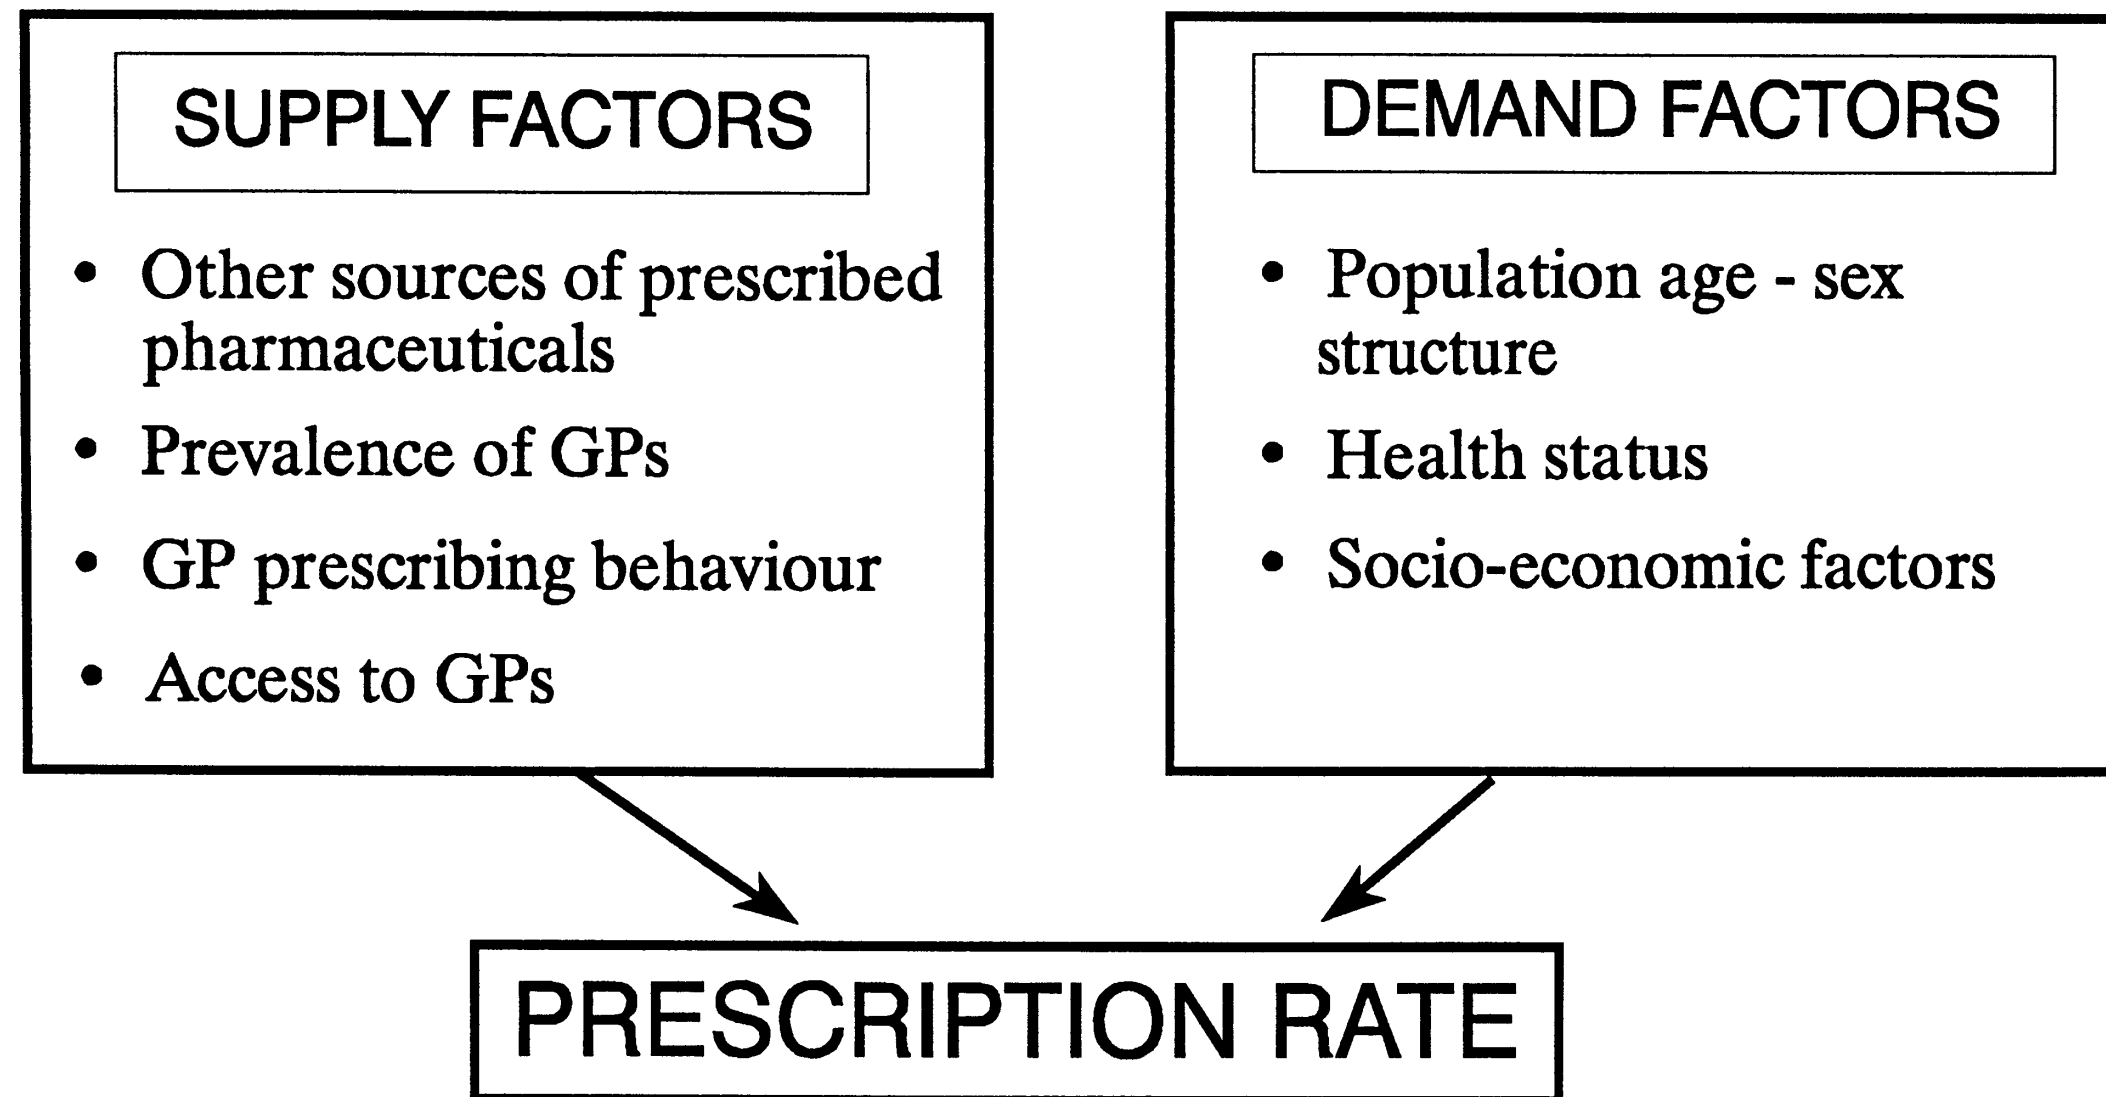 SUPPLY FACTORS
• Other sources of prescribed
pharmaceuticals
• Prevalence of GPs
• GP prescribing behaviour
• Access to GPs
DEMAND FACTORS
• Population age - sex
structure
• Health status
• Socio-economic factors
PRESCRIPTION RATE